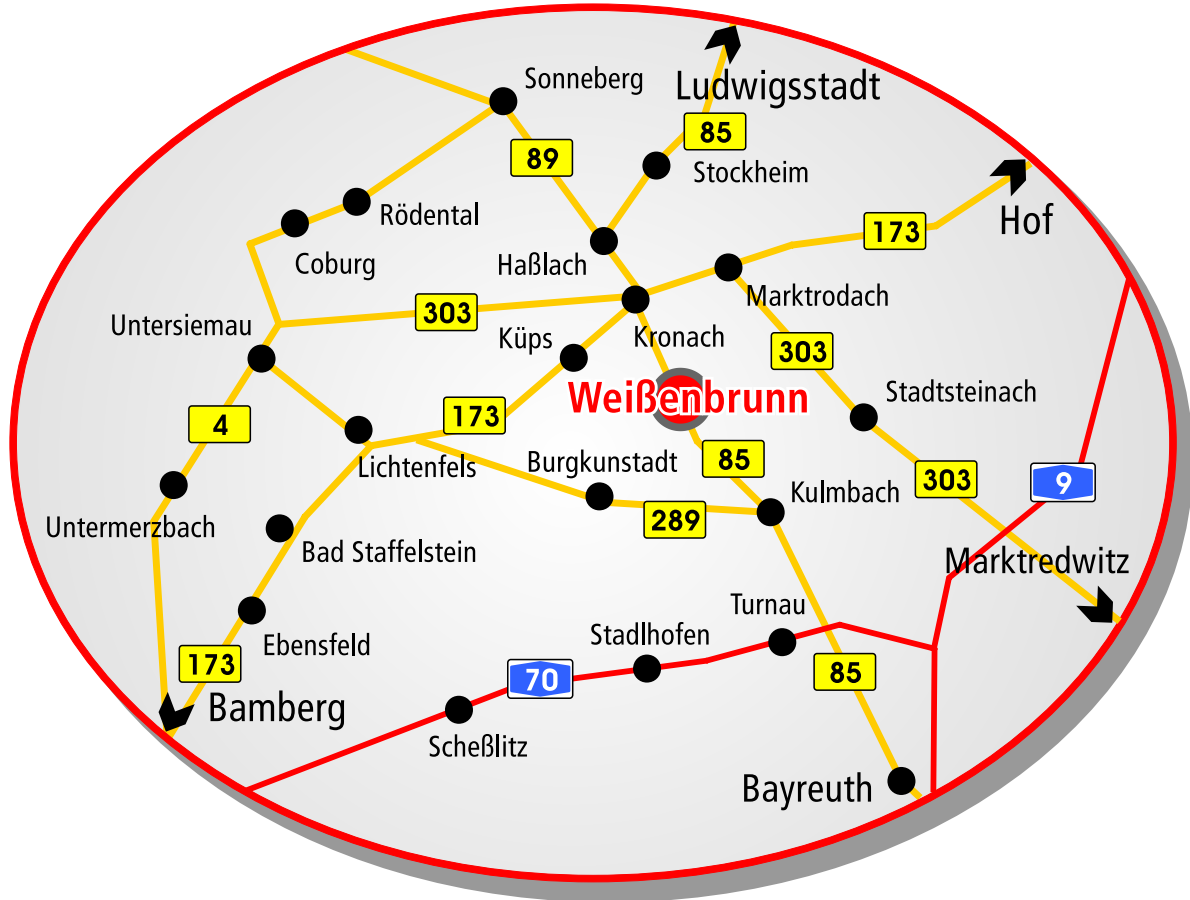 Sonneberg
Ludwigsstadt
85
89
Stockheim
Rödental
Hof
173
Coburg
Haßlach
Marktrodach
303
Untersiemau
Küps
Kronach
303
Weißenbrunn
Stadtsteinach
4
173
Lichtenfels
Burgkunstadt
85
303
9
Kulmbach
Untermerzbach
289
Bad Staffelstein
Marktredwitz
Turnau
Stadlhofen
Ebensfeld
173
70
85
Bamberg
Scheßlitz
Bayreuth